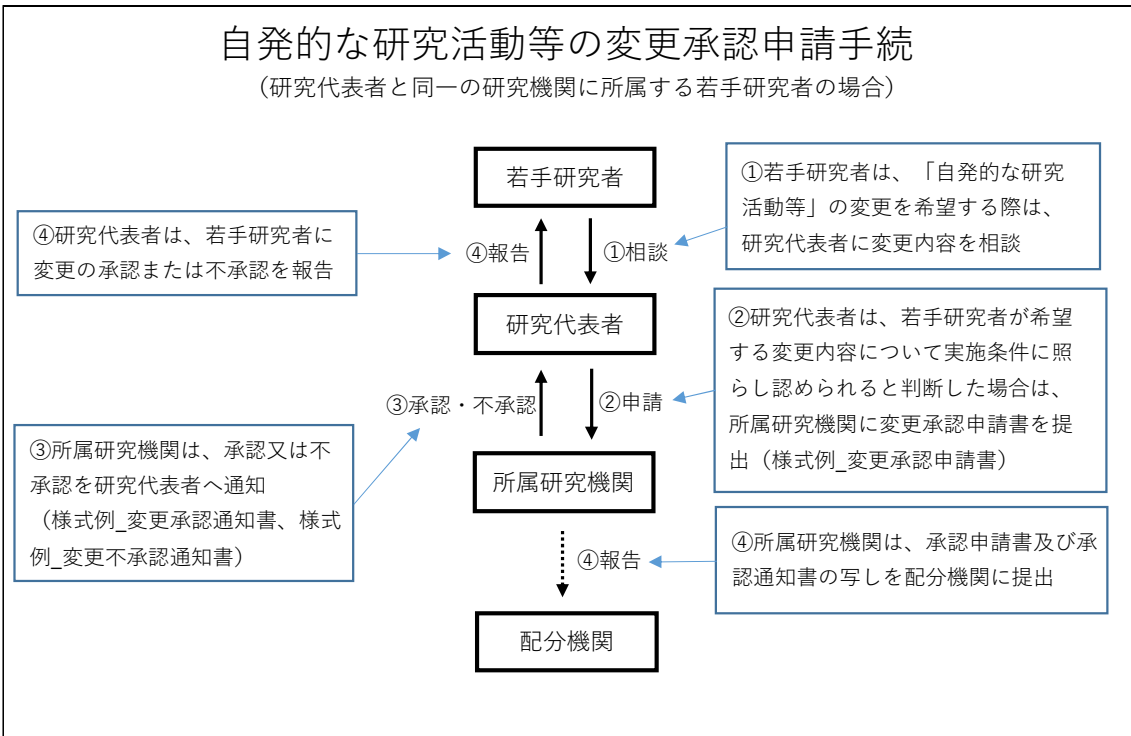 自発的な研究活動等の変更承認申請手続
（研究代表者と同一の研究機関に所属する若手研究者の場合）
若手研究者
①若手研究者は、「自発的な研究
活動等」の変更を希望する際は、
研究代表者に変更内容を相談
④研究代表者は、若手研究者に
変更の承認または不承認を報告
④報告
①相談
研究代表者
②研究代表者は、若手研究者が希望
する変更内容について実施条件に照
らし認められると判断した場合は、
所属研究機関に変更承認申請書を提
出（様式例_変更承認申請書）
③承認・不承認
②申請
③所属研究機関は、承認又は不
承認を研究代表者へ通知
（様式例_変更承認通知書、様式
例_変更不承認通知書）
所属研究機関
④報告
④所属研究機関は、承認申請書及び承
認通知書の写しを配分機関に提出
配分機関